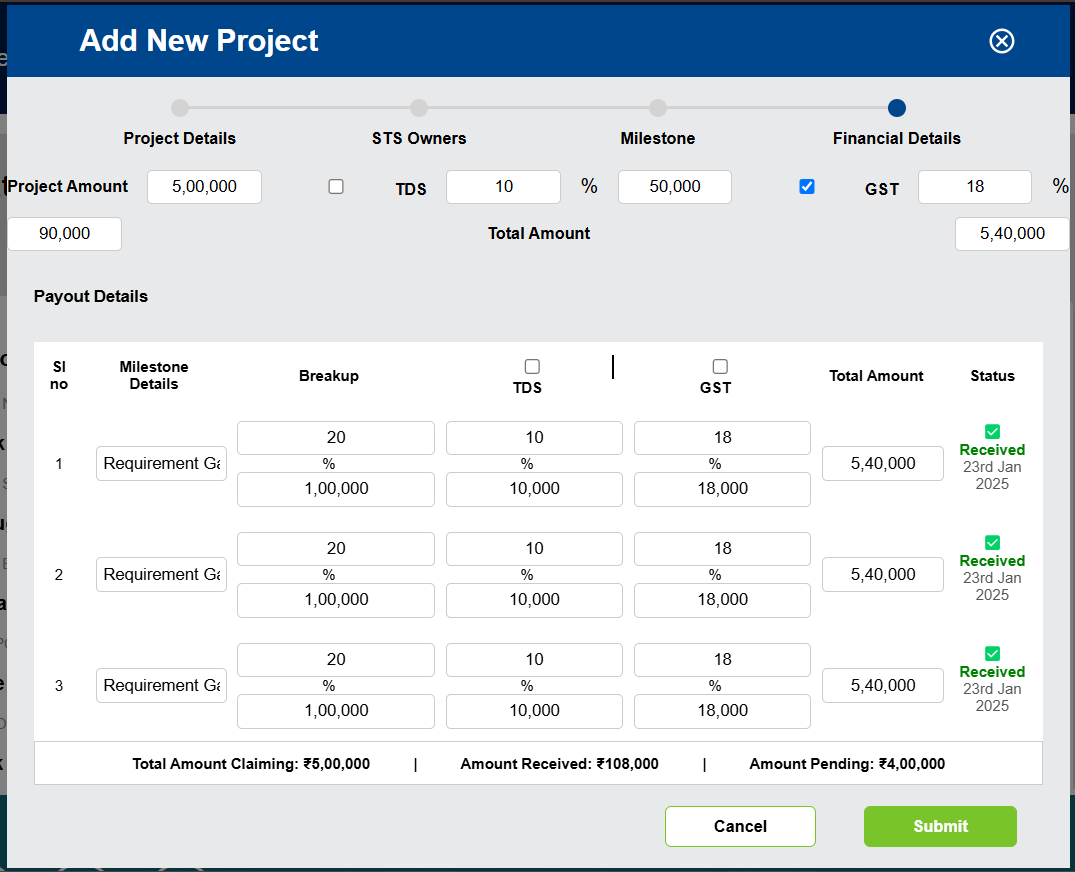 Add New Project
Project Details STS Owners Milestone Financial Details
Project Amount 5,00,000 TDS 10 % 50,000 GST 18 %
90,000 Total Amount 5,40,000
Payout Details
Sl no Milestone Details Breakup TDS GST Total Amount Status
1 Requirement Ga 20 % 1,00,000 10 % 10,000 18 % 18,000 5,40,000 Received 23rd Jan 2025
2 Requirement Ga 20 % 1,00,000 10 % 10,000 18 % 18,000 5,40,000 Received 23rd Jan 2025
3 Requirement Ga 20 % 1,00,000 10 % 10,000 18 % 18,000 5,40,000 Received 23rd Jan 2025
Total Amount Claiming: ₹5,00,000 | Amount Received: ₹108,000 | Amount Pending: ₹4,00,000
Cancel Submit